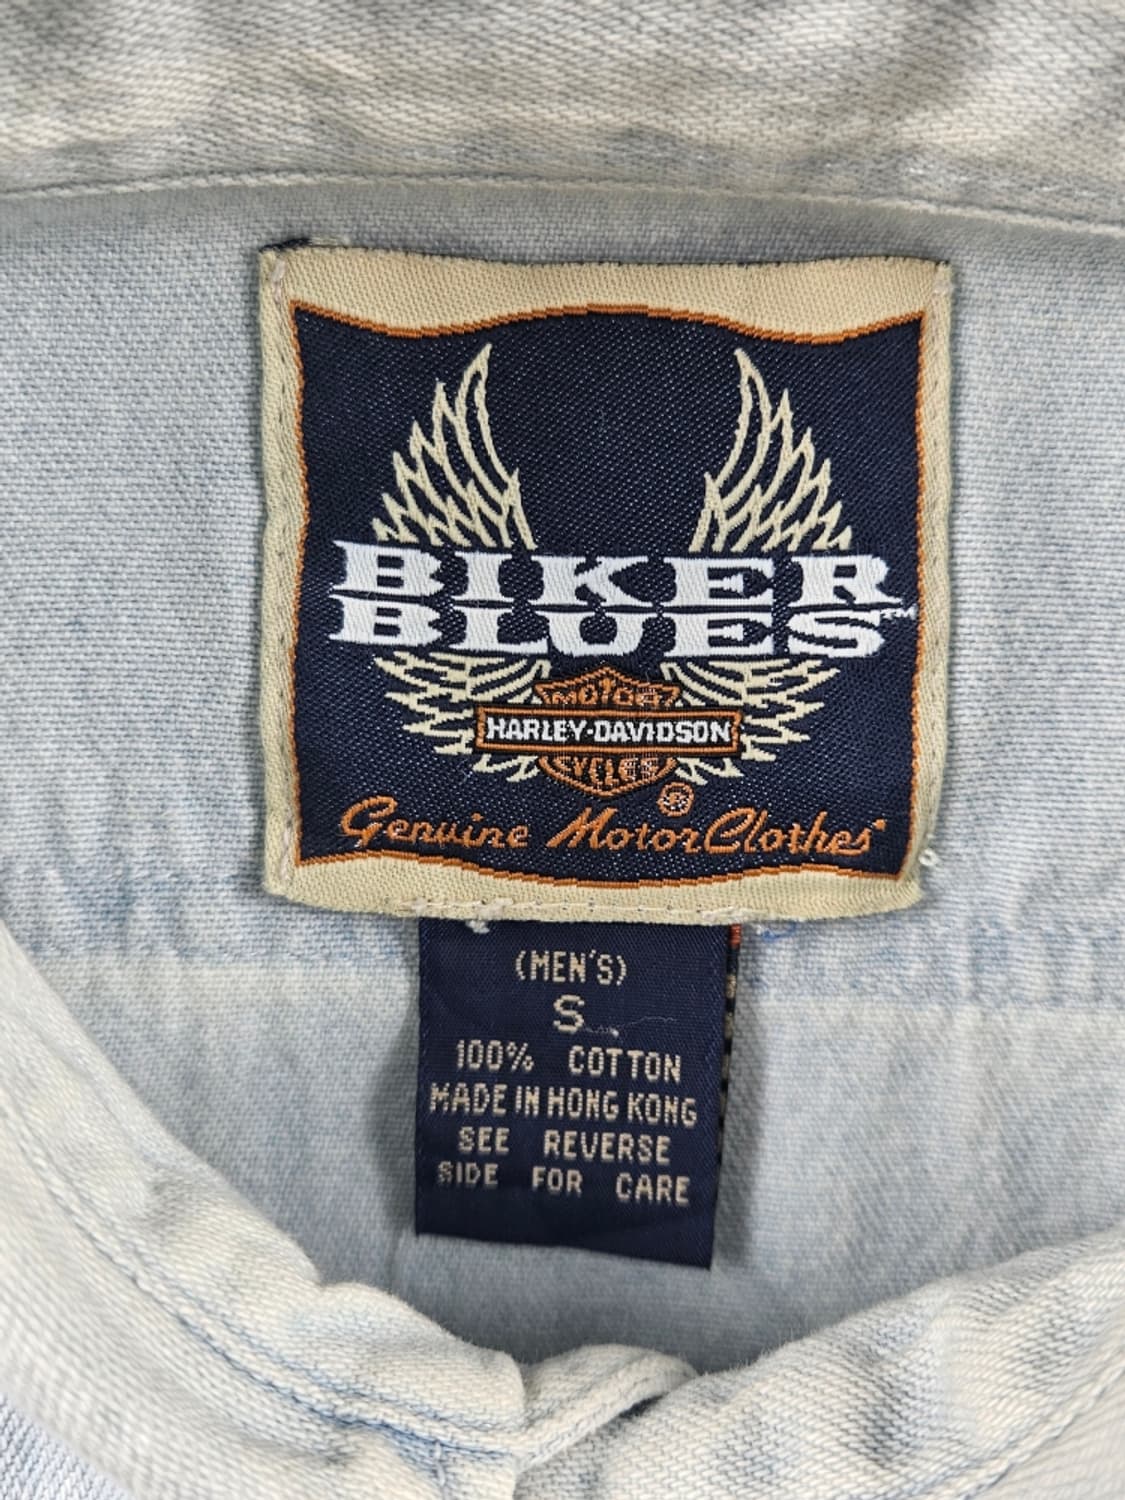 BIKER
BLUES™
MOTOR
HARLEY-DAVIDSON
CYCLES
®
Genuine MotorClothes
(MEN'S)
S
100% COTTON
MADE IN HONG KONG
SEE REVERSE
SIDE FOR CARE